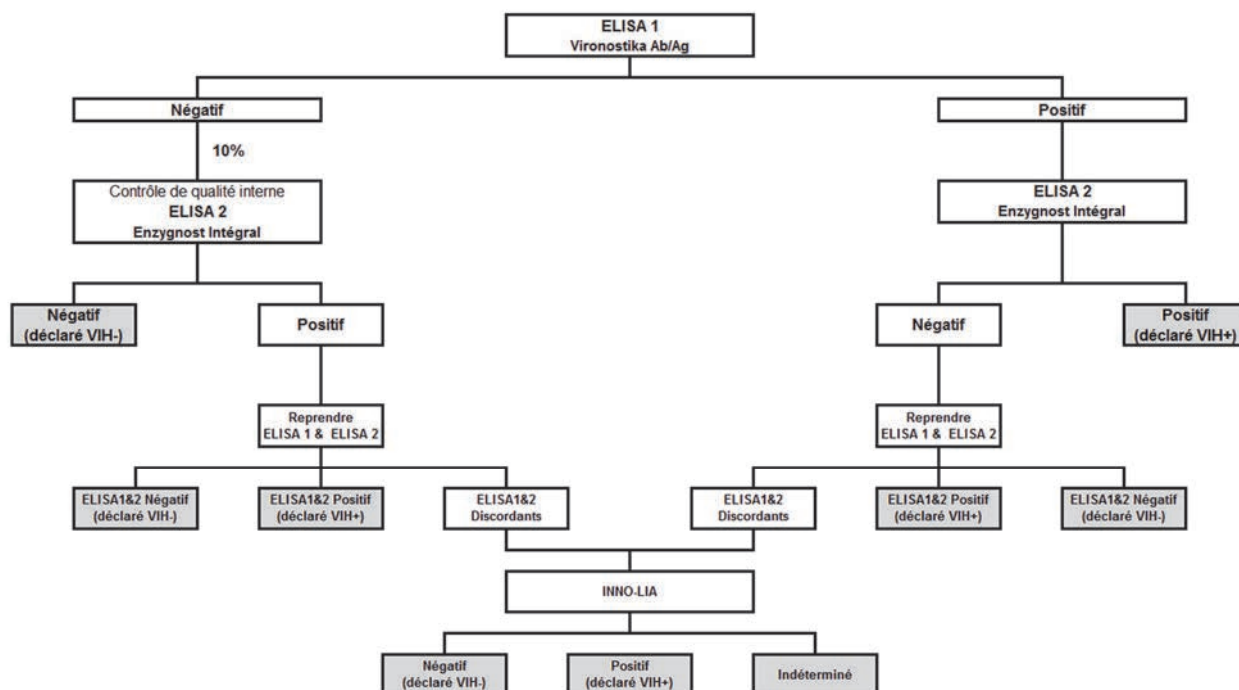 ELISA 1
Vironostika Ab/Ag
Négatif
Positif
10%
Contrôle de qualité interne
ELISA 2
Enzygnost Intégral
ELISA 2
Enzygnost Intégral
Négatif
(déclaré VIH-)
Positif
Négatif
Positif
(déclaré VIH+)
Reprendre
ELISA 1 & ELISA 2
Reprendre
ELISA 1 & ELISA 2
ELISA1&2 Négatif
(déclaré VIH-)
ELISA1&2 Positif
(déclaré VIH+)
ELISA1&2
Discordants
ELISA1&2
Discordants
ELISA1&2 Positif
(déclaré VIH+)
ELISA1&2 Négatif
(déclaré VIH-)
INNO-LIA
Négatif
(déclaré VIH-)
Positif
(déclaré VIH+)
Indéterminé